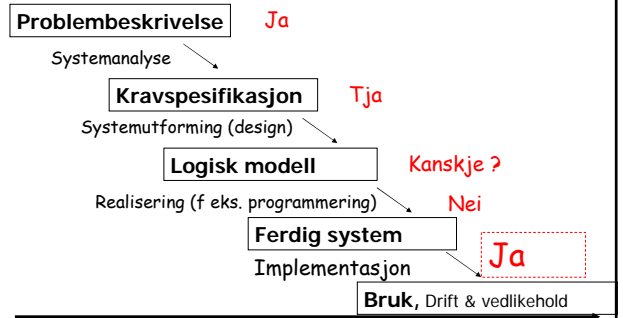 Problembeskrivelse Ja
Systemanalyse
Kravspesifikasjon Tja
Systemutforming (design)
Logisk modell Kanskje ?
Realisering (f eks. programmering) Nei
Ferdig system
Ja
Implementasjon
Bruk, Drift & vedlikehold